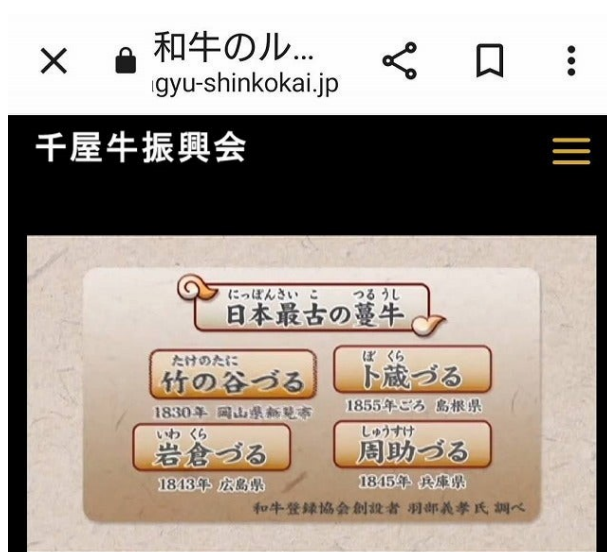 和牛のル...
gyu-shinkokai.jp
千屋牛振興会
にっぽんさいこ つるうし
日本最古の蔓牛
たけのたに
竹の谷づる
1830年 岡山県新見市
ぼくら
卜蔵づる
1855年ごろ 島根県
いわくら
岩倉づる
1843年 広島県
しゅうすけ
周助づる
1845年 兵庫県
和牛登録協会創設者 羽部義孝氏 調べ